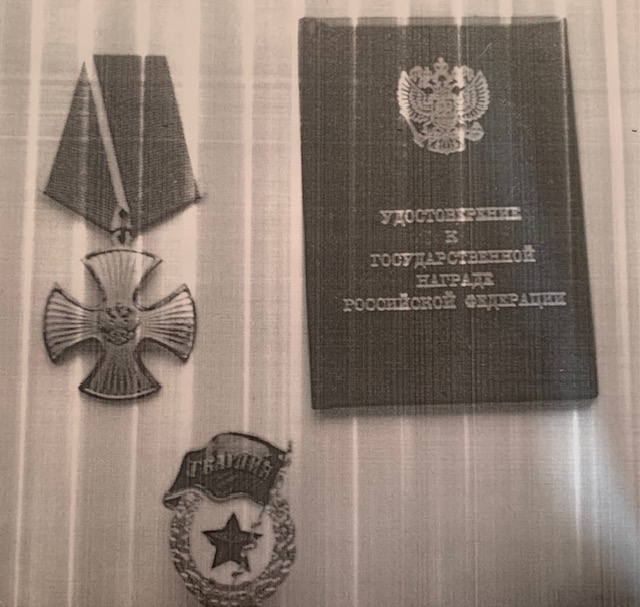 УДОСТОВЕРЕНИЕ
К
ГОСУДАРСТВЕННОЙ
НАГРАДЕ
РОССИЙСКОЙ ФЕДЕРАЦИИ
ГВАРДИЯ